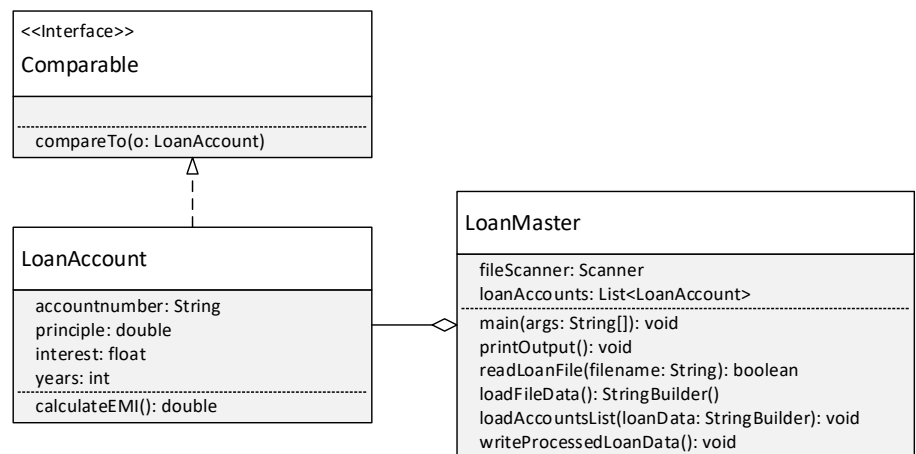 <<Interface>>
Comparable
compareTo(o: LoanAccount)
LoanAccount
accountnumber: String
principle: double
interest: float
years: int
calculateEMI(): double
LoanMaster
fileScanner: Scanner
loanAccounts: List<LoanAccount>
main(args: String[]): void
printOutput(): void
readLoanFile(filename: String): boolean
loadFileData(): StringBuilder()
loadAccountsList(loanData: StringBuilder): void
writeProcessedLoanData(): void